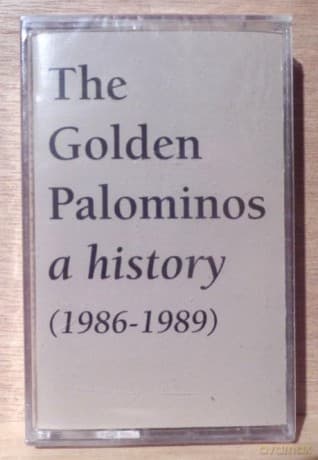 The
Golden
Palominos
a history
(1986-1989)